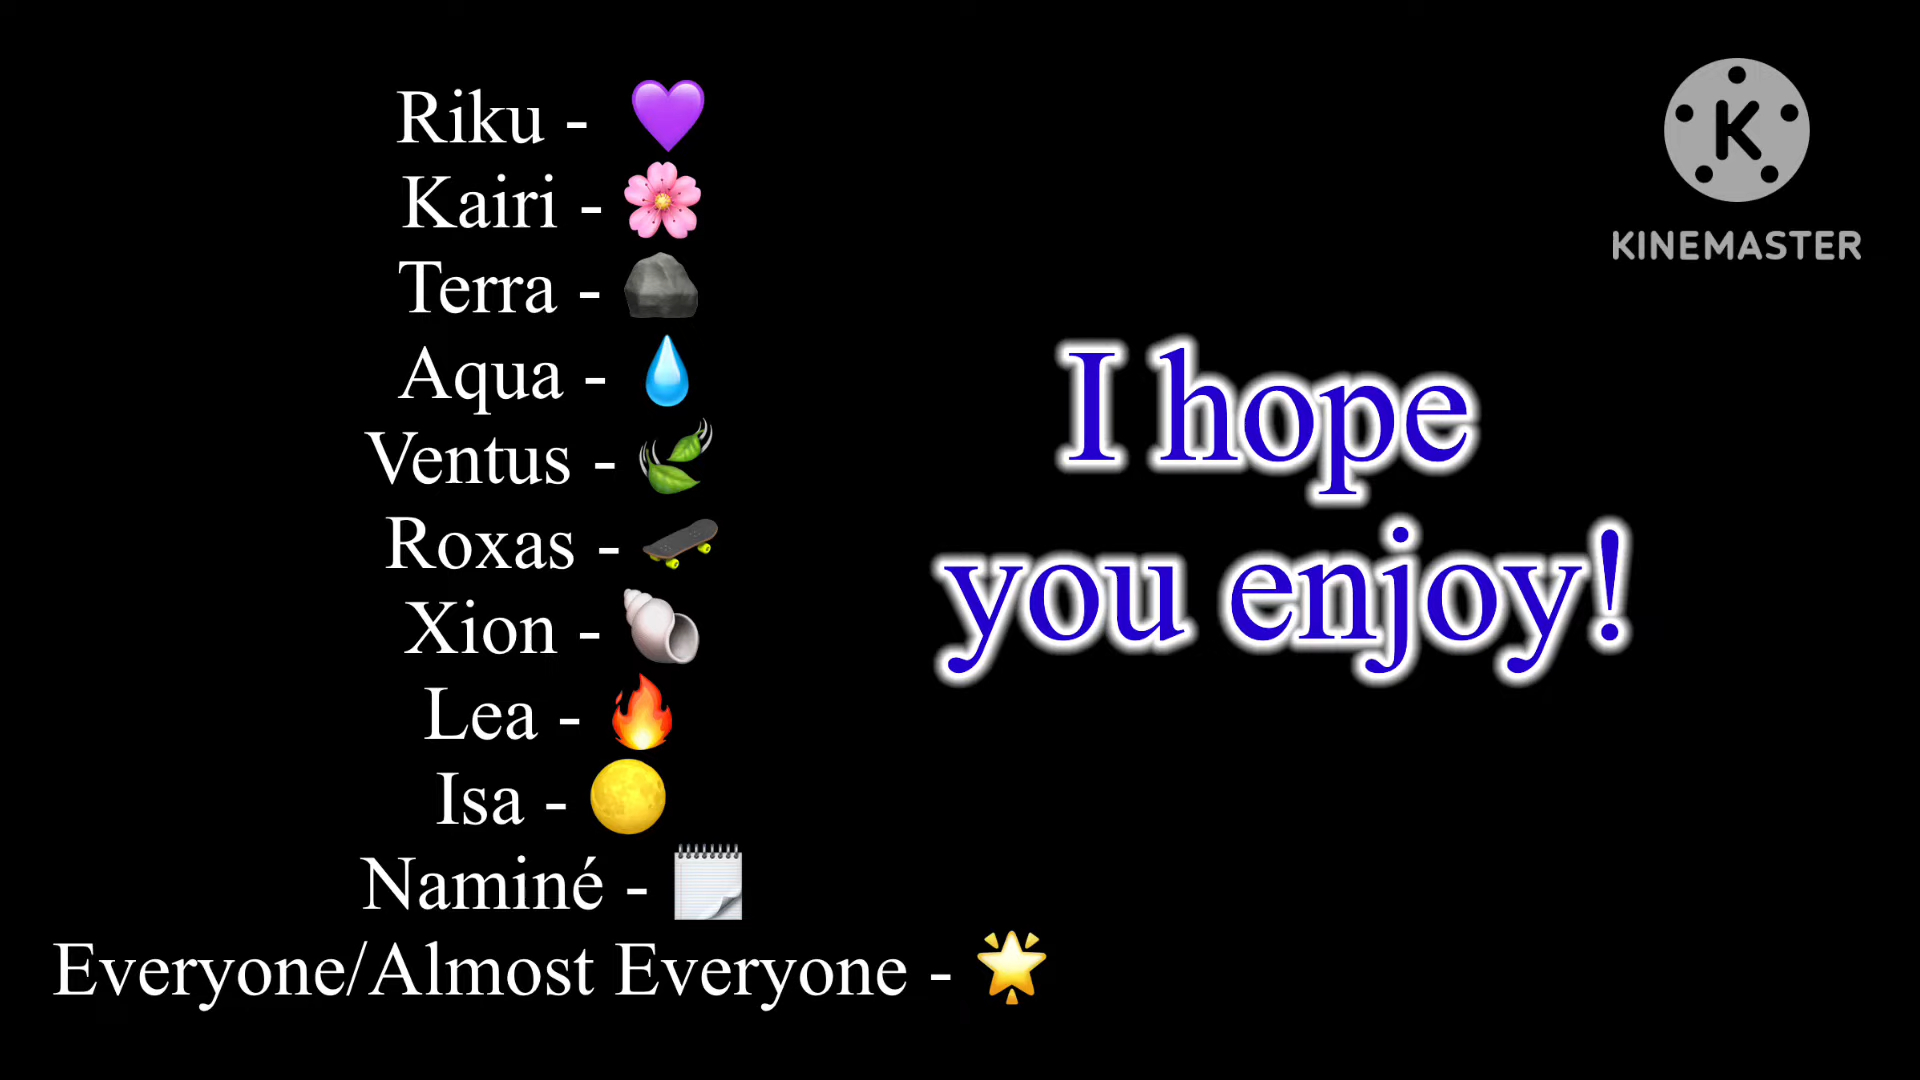 Riku - 💜
Kairi - 🌸
Terra - 🪨
Aqua - 💧
Ventus - 🍃
Roxas - 🛹
Xion - 🐚
Lea - 🔥
Isa - 🌕
Naminé - 🗒️
Everyone/Almost Everyone - 🌟
I hope
you enjoy!
K
KINEMASTER